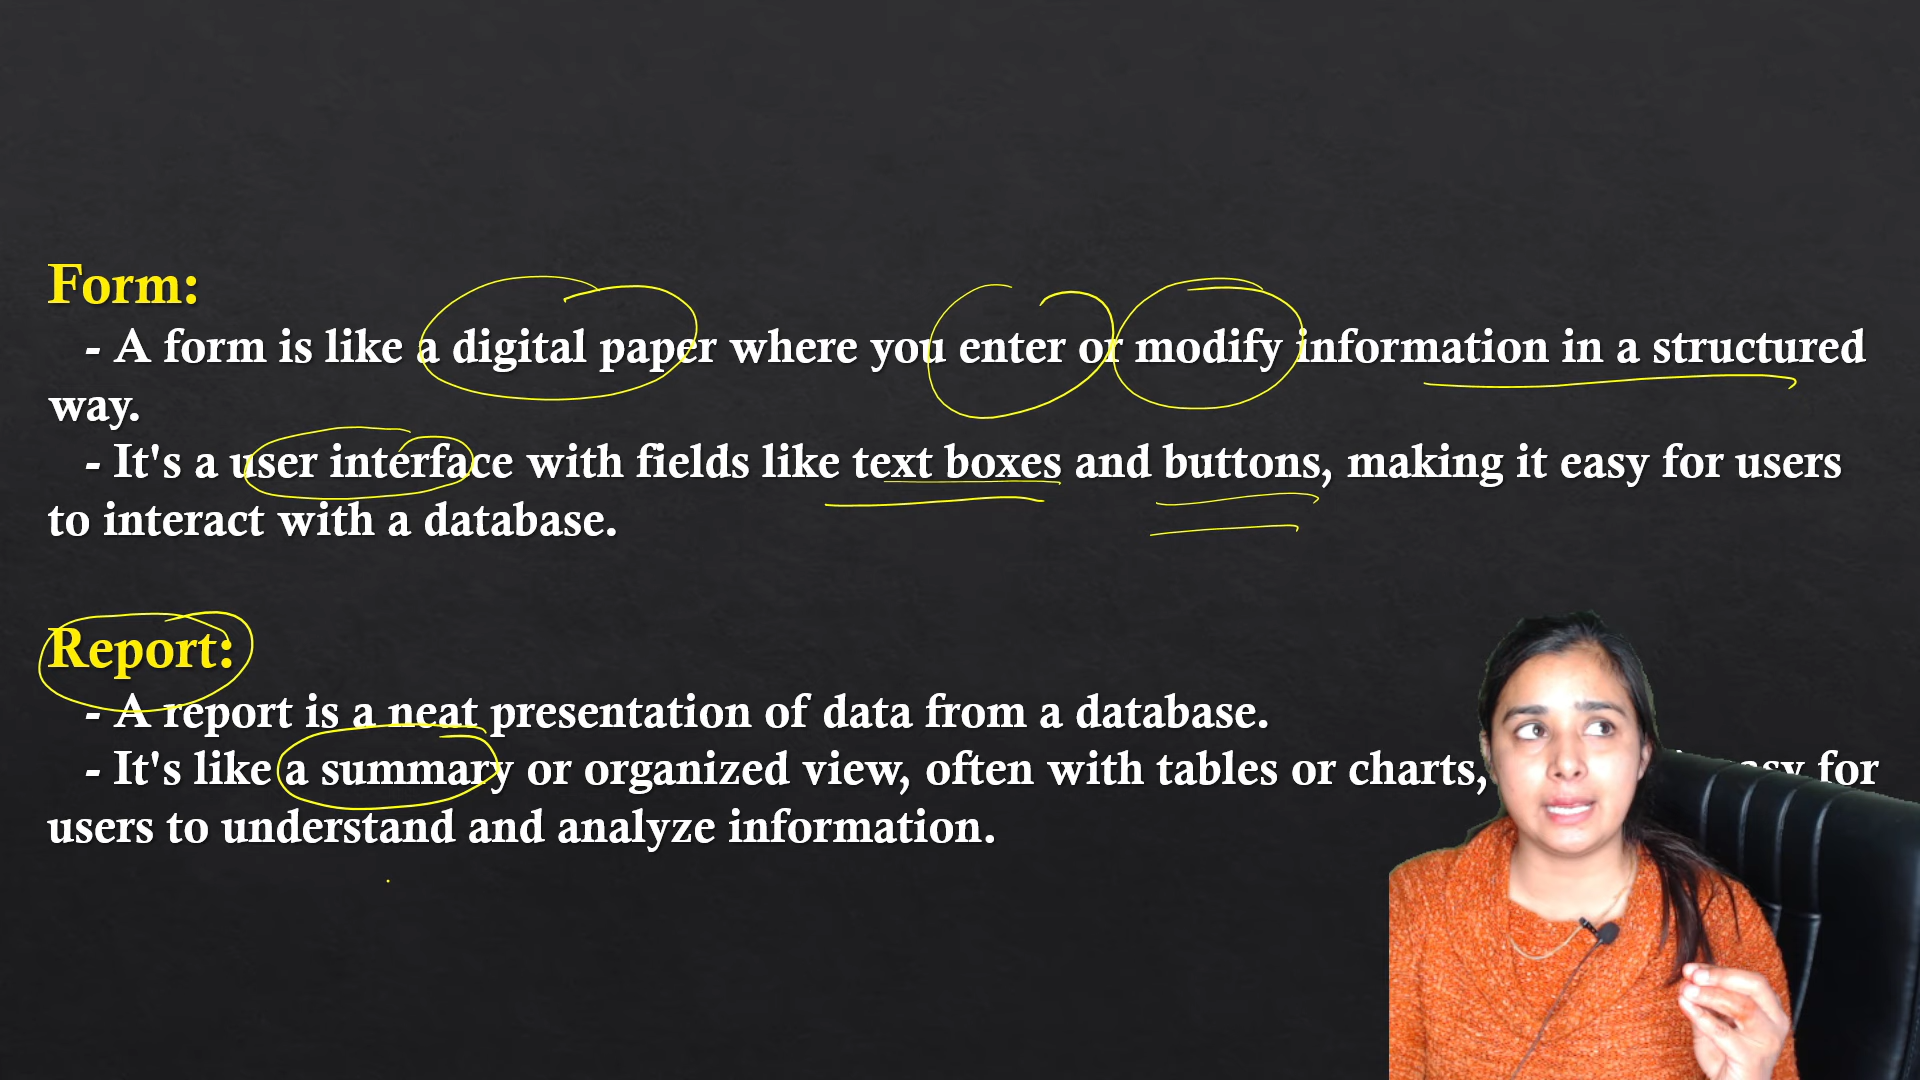 Form:
- A form is like a digital paper where you enter or modify information in a structured
way.
- It's a user interface with fields like text boxes and buttons, making it easy for users
to interact with a database.
Report:
- A report is a neat presentation of data from a database.
- It's like a summary or organized view, often with tables or charts, for
users to understand and analyze information.